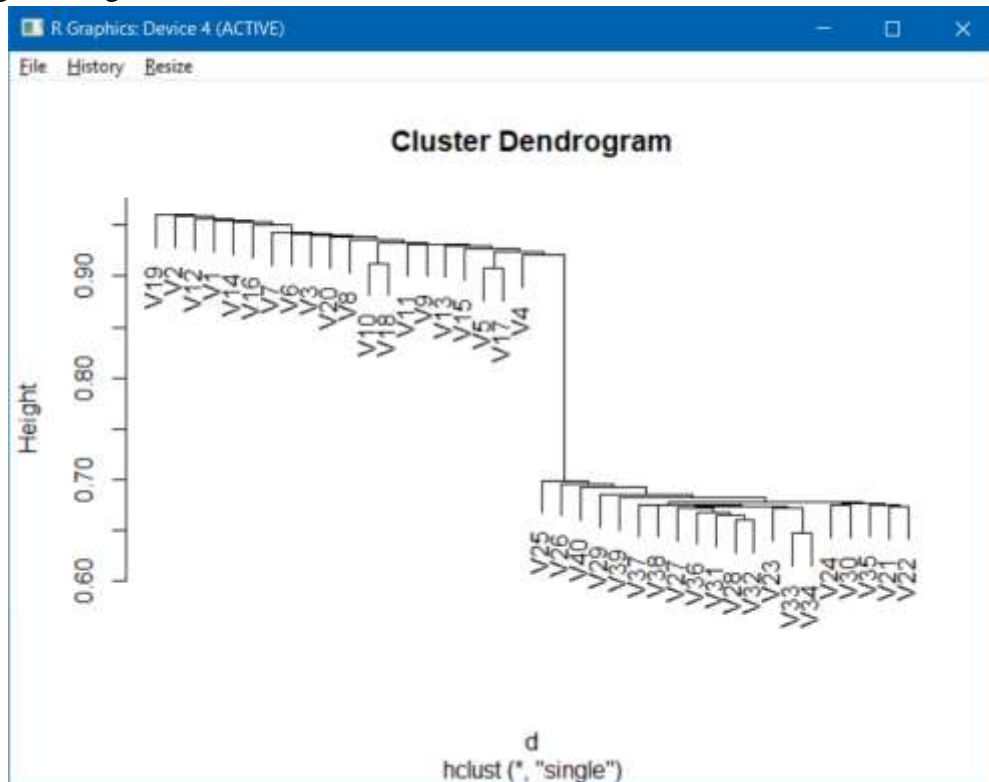 R Graphics: Device 4 (ACTIVE)
File History Resize
Cluster Dendrogram
Height
0.60 0.70 0.80 0.90
V19
V2
V12
V1
V14
V16
V7
V6
V3
V20
V8
V10
V18
V11
V9
V13
V15
V5
V17
V4
V25
V26
V40
V29
V39
V37
V38
V27
V36
V31
V28
V32
V23
V33
V34
V24
V30
V35
V21
V22
d
hclust (*, "single")